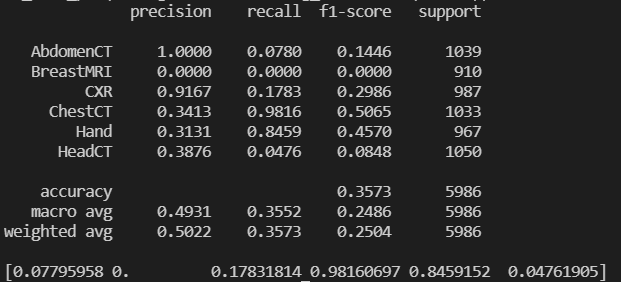 precision recall f1-score support
AbdomenCT 1.0000 0.0780 0.1446 1039
BreastMRI 0.0000 0.0000 0.0000 910
CXR 0.9167 0.1783 0.2986 987
ChestCT 0.3413 0.9816 0.5065 1033
Hand 0.3131 0.8459 0.4570 967
HeadCT 0.3876 0.0476 0.0848 1050
accuracy 0.3573 5986
macro avg 0.4931 0.3552 0.2486 5986
weighted avg 0.5022 0.3573 0.2504 5986
[0.07795958 0. 0.17831814 0.98160697 0.8459152 0.04761905]